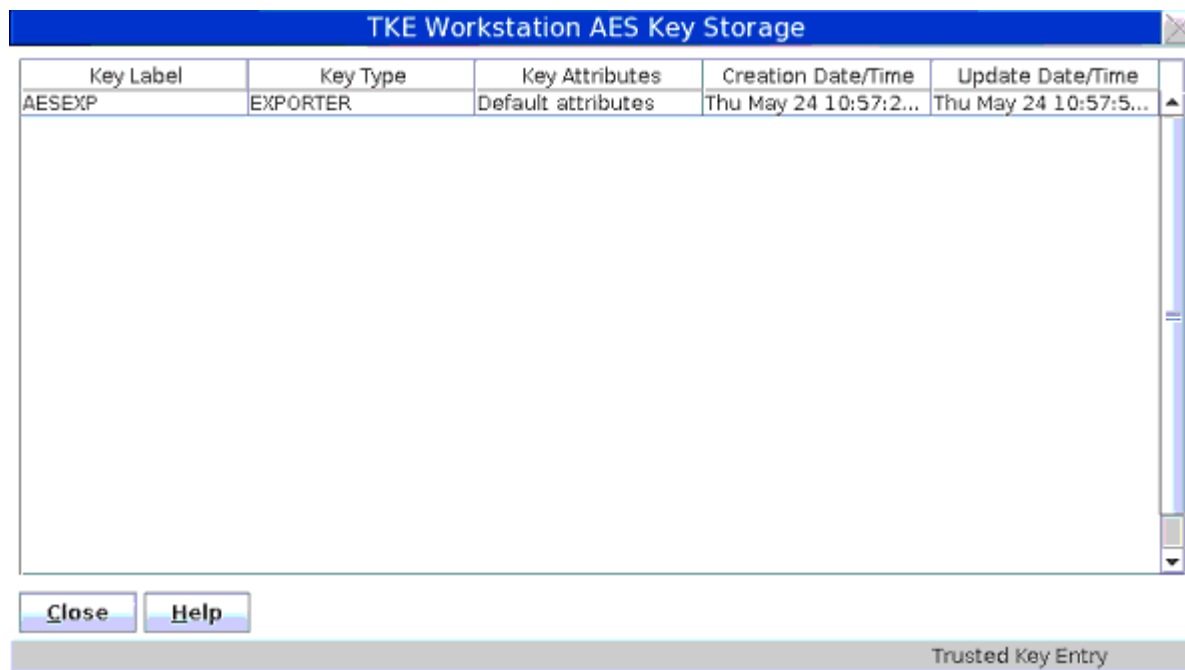 TKE Workstation AES Key Storage
Key Label Key Type Key Attributes Creation Date/Time Update Date/Time
AESEXP EXPORTER Default attributes Thu May 24 10:57:2... Thu May 24 10:57:5...
Close Help
Trusted Key Entry